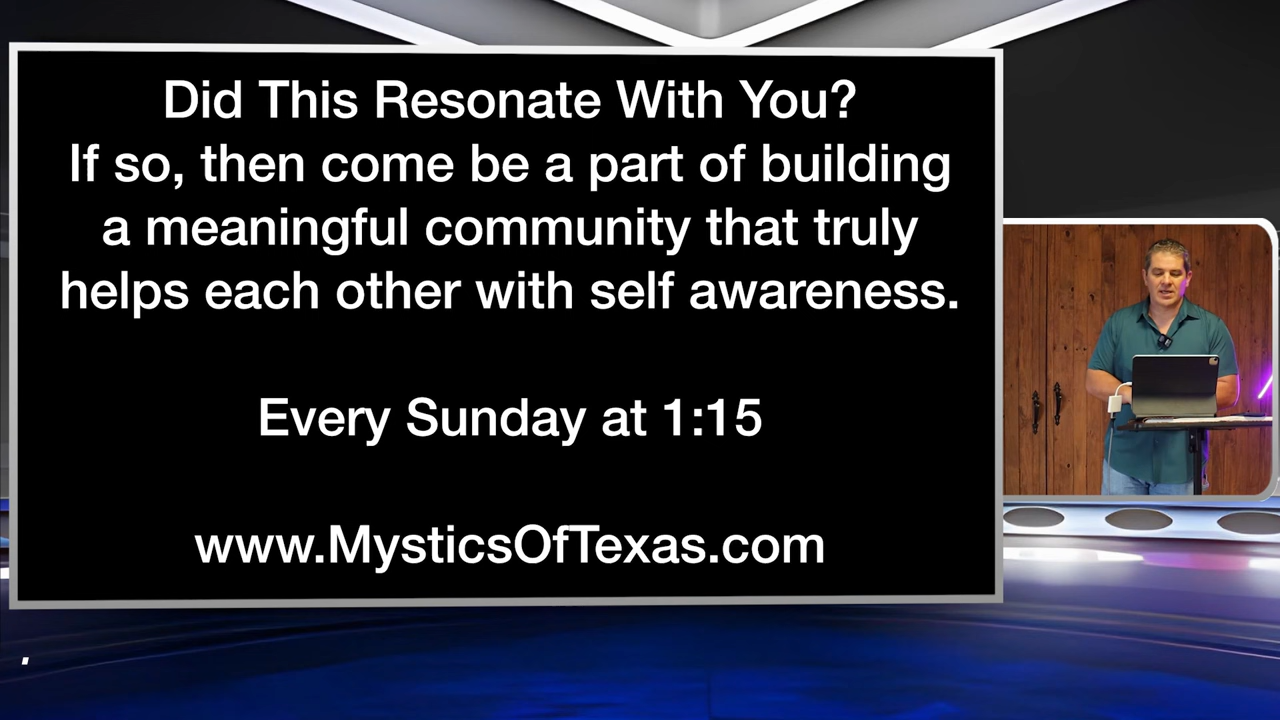 Did This Resonate With You?
If so, then come be a part of building
a meaningful community that truly
helps each other with self awareness.
Every Sunday at 1:15
www.MysticsOfTexas.com